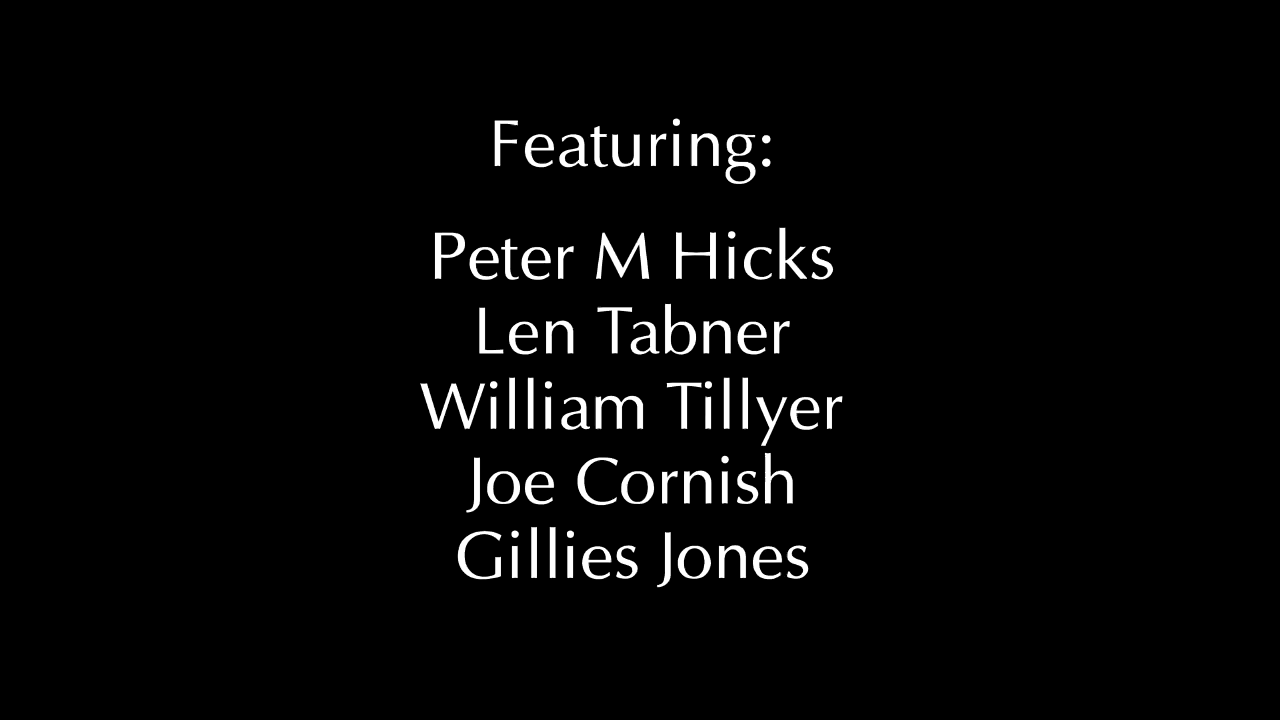 Featuring:
Peter M Hicks
Len Tabner
William Tillyer
Joe Cornish
Gillies Jones